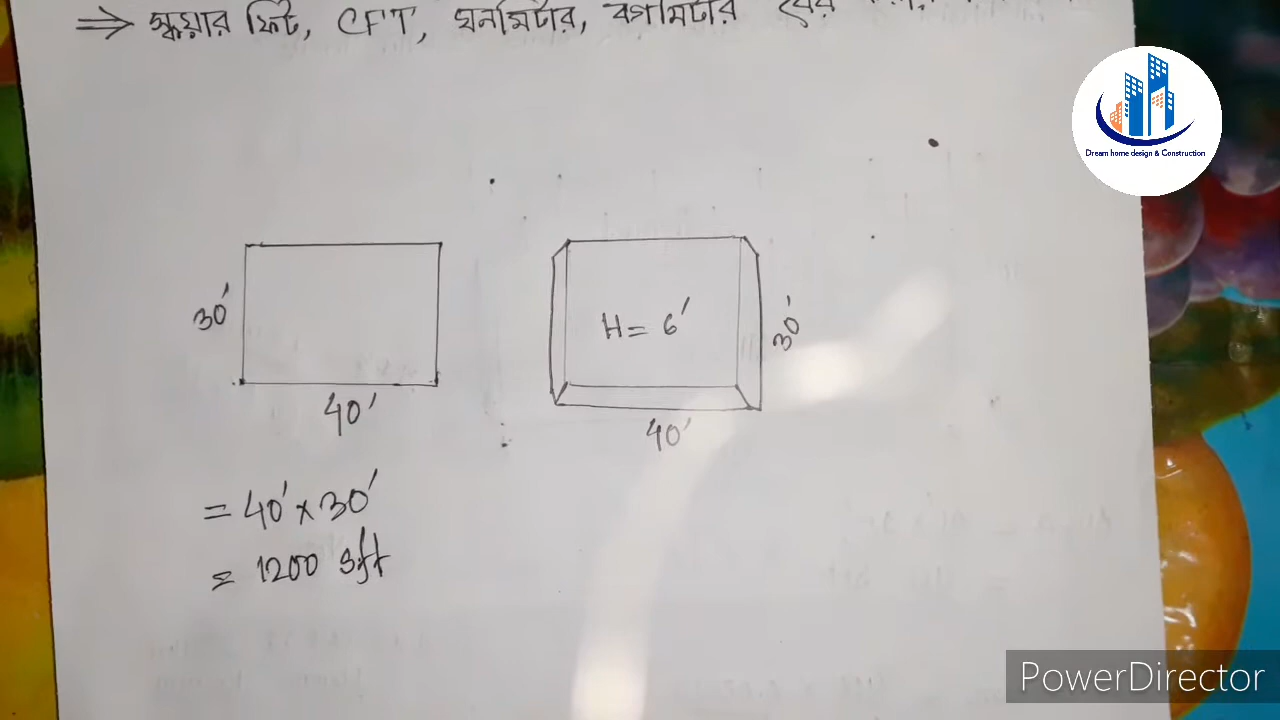 ⇒ স্কয়ার ফিট, CFT, ঘনমিটার, বর্গমিটার বের
Dream home design & Construction
30'
40'
H = 6'
30'
40'
= 40' x 30'
= 1200 sft
PowerDirector